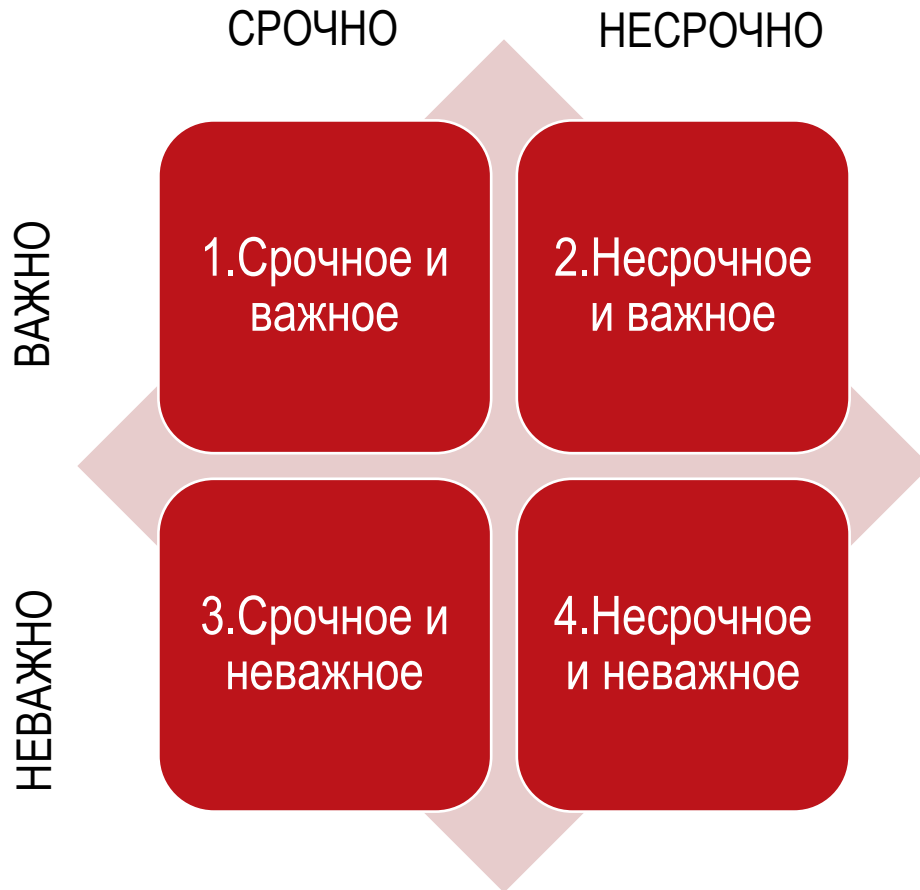 СРОЧНО
НЕСРОЧНО
ВАЖНО
1.Срочное и
важное
2.Несрочное
и важное
НЕВАЖНО
3.Срочное и
неважное
4.Несрочное
и неважное